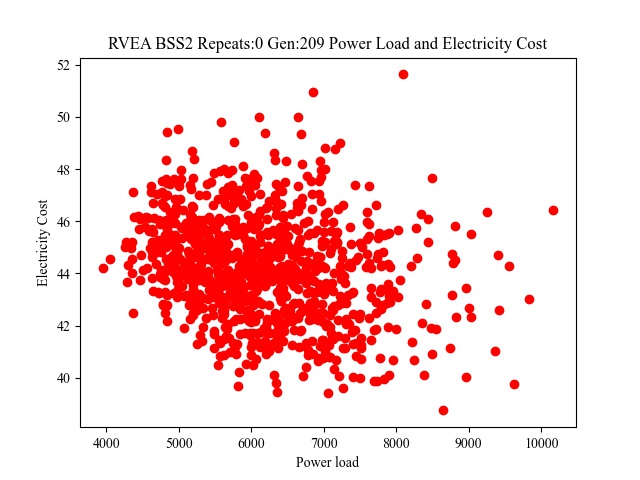 RVEA BSS2 Repeats:0 Gen:209 Power Load and Electricity Cost
52
50
48
46
44
42
40
Electricity Cost
4000 5000 6000 7000 8000 9000 10000
Power load